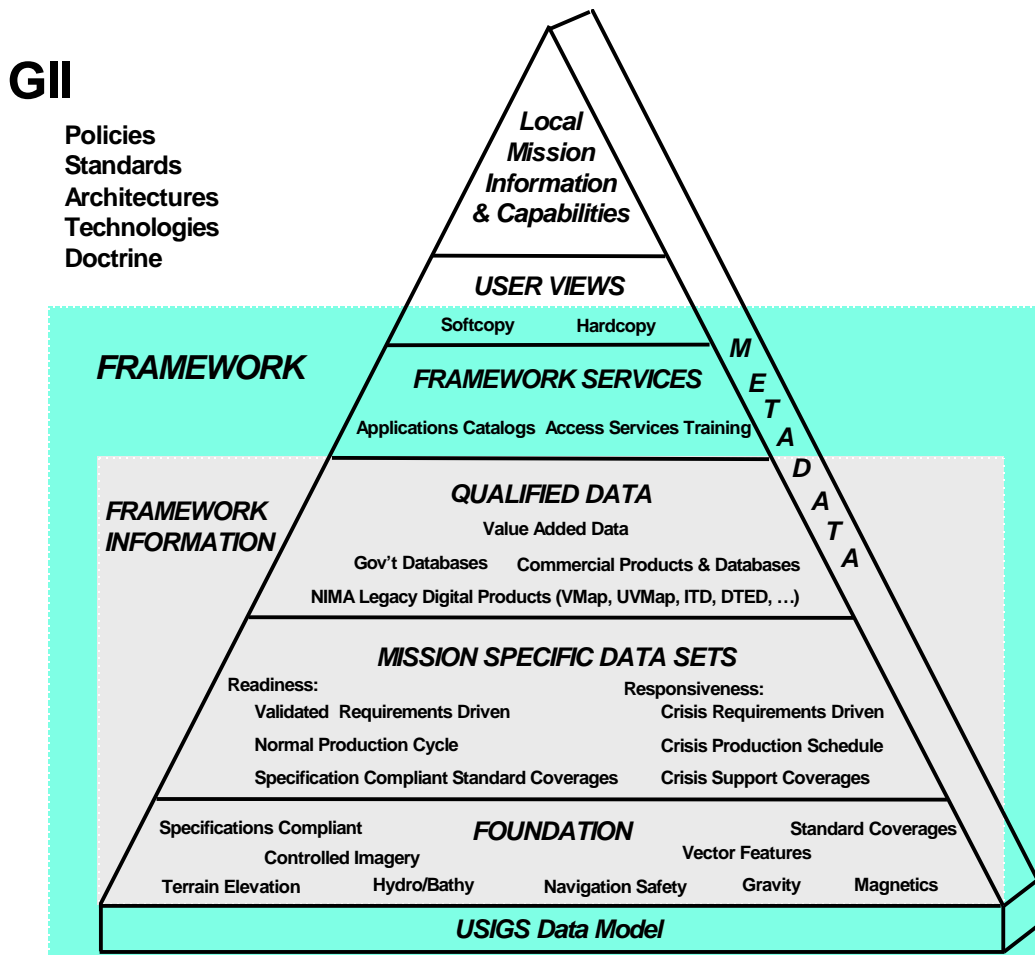 GII
Policies
Standards
Architectures
Technologies
Doctrine
Local
Mission
Information
& Capabilities
USER VIEWS
Softcopy Hardcopy
FRAMEWORK
FRAMEWORK SERVICES
Applications Catalogs Access Services Training
METADATA
FRAMEWORK
INFORMATION
QUALIFIED DATA
Value Added Data
Gov’t Databases Commercial Products & Databases
NIMA Legacy Digital Products (VMap, UVMap, ITD, DTED, …)
MISSION SPECIFIC DATA SETS
Readiness:
Validated Requirements Driven
Normal Production Cycle
Specification Compliant Standard Coverages
Responsiveness:
Crisis Requirements Driven
Crisis Production Schedule
Crisis Support Coverages
Specifications Compliant FOUNDATION Standard Coverages
Controlled Imagery Vector Features
Terrain Elevation Hydro/Bathy Navigation Safety Gravity Magnetics
USIGS Data Model